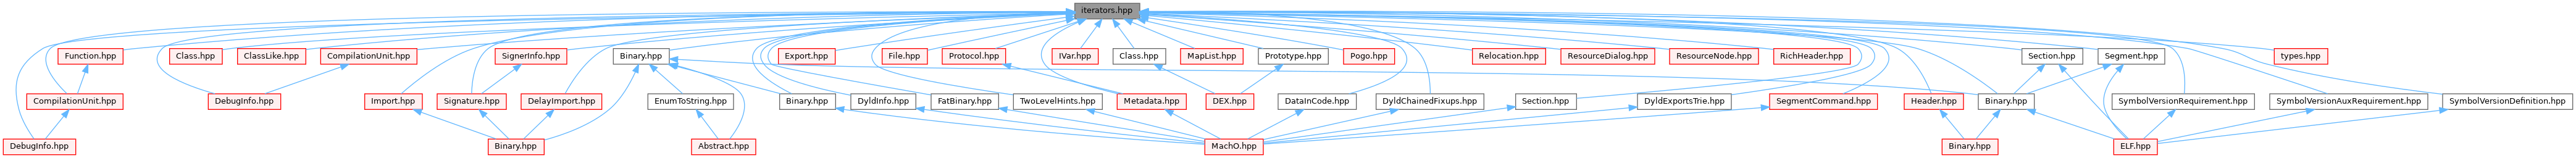 iterators.hpp
Function.hpp
Class.hpp
ClassLike.hpp
CompilationUnit.hpp
SignerInfo.hpp
Binary.hpp
Export.hpp
File.hpp
Protocol.hpp
IVar.hpp
Class.hpp
MapList.hpp
Prototype.hpp
Pogo.hpp
Relocation.hpp
ResourceDialog.hpp
ResourceNode.hpp
RichHeader.hpp
Section.hpp
Segment.hpp
types.hpp
CompilationUnit.hpp
DebugInfo.hpp
Import.hpp
Signature.hpp
DelayImport.hpp
EnumToString.hpp
Binary.hpp
DyldInfo.hpp
FatBinary.hpp
TwoLevelHints.hpp
Metadata.hpp
DEX.hpp
DataInCode.hpp
DyldChainedFixups.hpp
Section.hpp
DyldExportsTrie.hpp
SegmentCommand.hpp
Header.hpp
Binary.hpp
SymbolVersionRequirement.hpp
SymbolVersionAuxRequirement.hpp
SymbolVersionDefinition.hpp
DebugInfo.hpp
Binary.hpp
Abstract.hpp
MachO.hpp
Binary.hpp
ELF.hpp